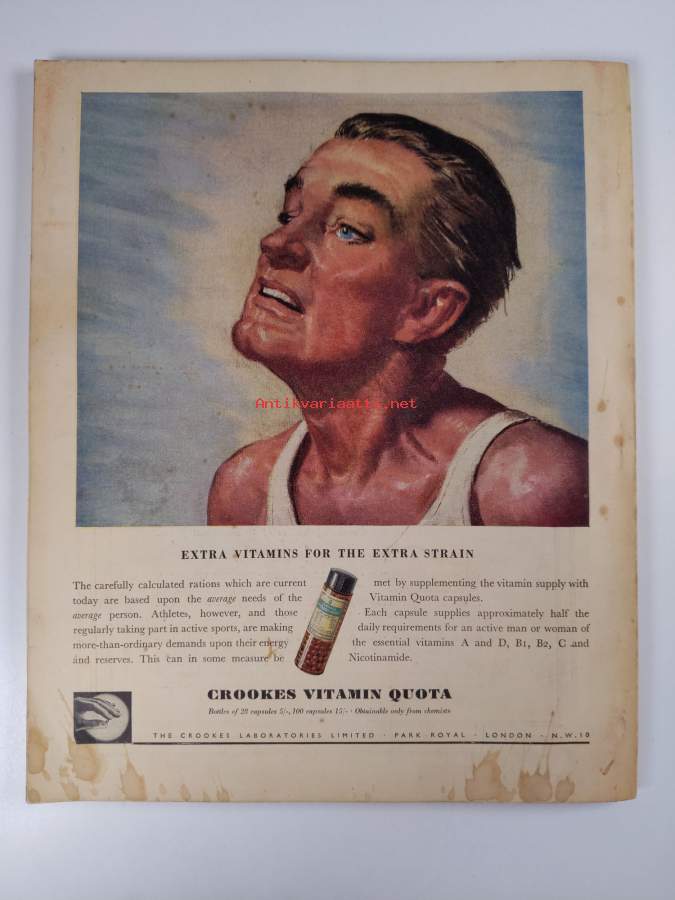 Antikvariaatti.net
EXTRA VITAMINS FOR THE EXTRA STRAIN
The carefully calculated rations which are current
today are based upon the average needs of the
average person. Athletes, however, and those
regularly taking part in active sports, are making
more-than-ordinary demands upon their energy
and reserves. This can in some measure be
met by supplementing the vitamin supply with
Vitamin Quota capsules.
Each capsule supplies approximately half the
daily requirements for an active man or woman of
the essential vitamins A and D, B1, B2, C and
Nicotinamide.
CROOKES VITAMIN QUOTA
Bottles of 28 capsules 5/-, 100 capsules 15/- · Obtainable only from chemists
THE CROOKES LABORATORIES LIMITED · PARK ROYAL · LONDON · N.W.10